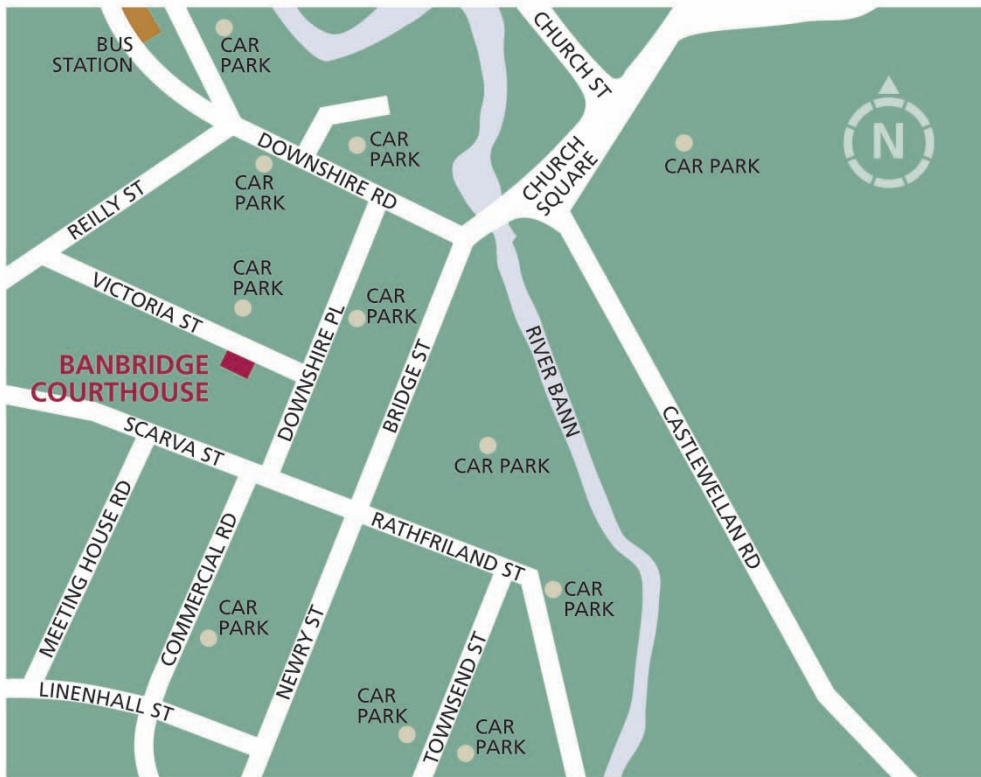 BUS
STATION
CAR
PARK
CHURCH ST
N
CAR
PARK
CAR PARK
DOWNSHIRE RD
CHURCH
SQUARE
CAR
PARK
REILLY ST
CAR
PARK
VICTORIA ST
CAR
PARK
DOWNSHIRE PL
BRIDGE ST
RIVER BANN
BANBRIDGE
COURTHOUSE
SCARVA ST
CAR PARK
CASTLEWELLAN RD
MEETING HOUSE RD
COMMERCIAL RD
RATHFRILAND ST
CAR
PARK
CAR
PARK
NEWRY ST
TOWNSEND ST
LINENHALL ST
CAR
PARK
CAR
PARK